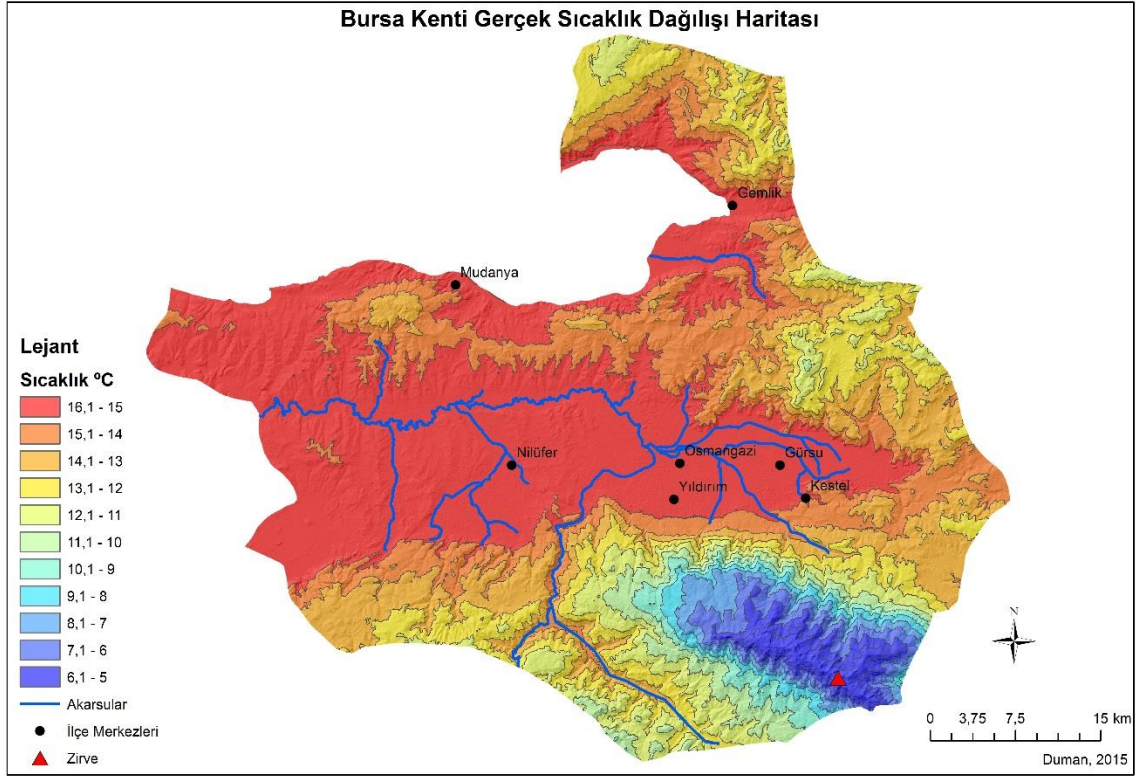 Bursa Kenti Gerçek Sıcaklık Dağılışı Haritası
Gemlik
Mudanya
Nilüfer
Osmangazi
Gürsu
Yıldırım
Kestel
Lejant
Sıcaklık ºC
16,1 - 15
15,1 - 14
14,1 - 13
13,1 - 12
12,1 - 11
11,1 - 10
10,1 - 9
9,1 - 8
8,1 - 7
7,1 - 6
6,1 - 5
Akarsular
İlçe Merkezleri
Zirve
N
0 3,75 7,5 15 km
Duman, 2015